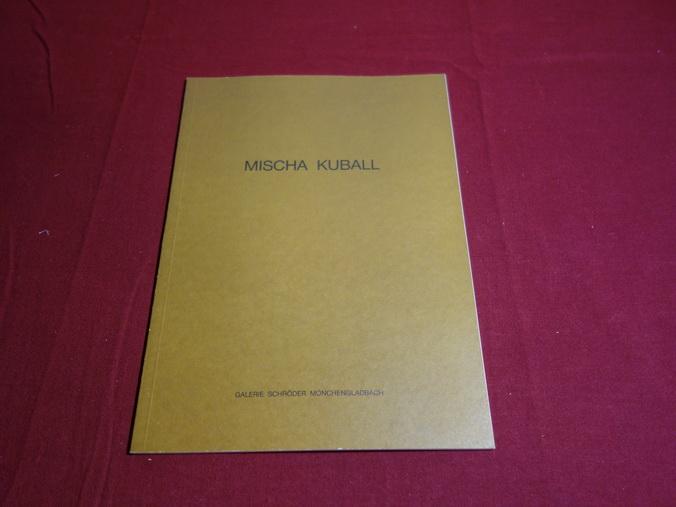 MISCHA KUBALL
GALERIE SCHRÖDER MÖNCHENGLADBACH